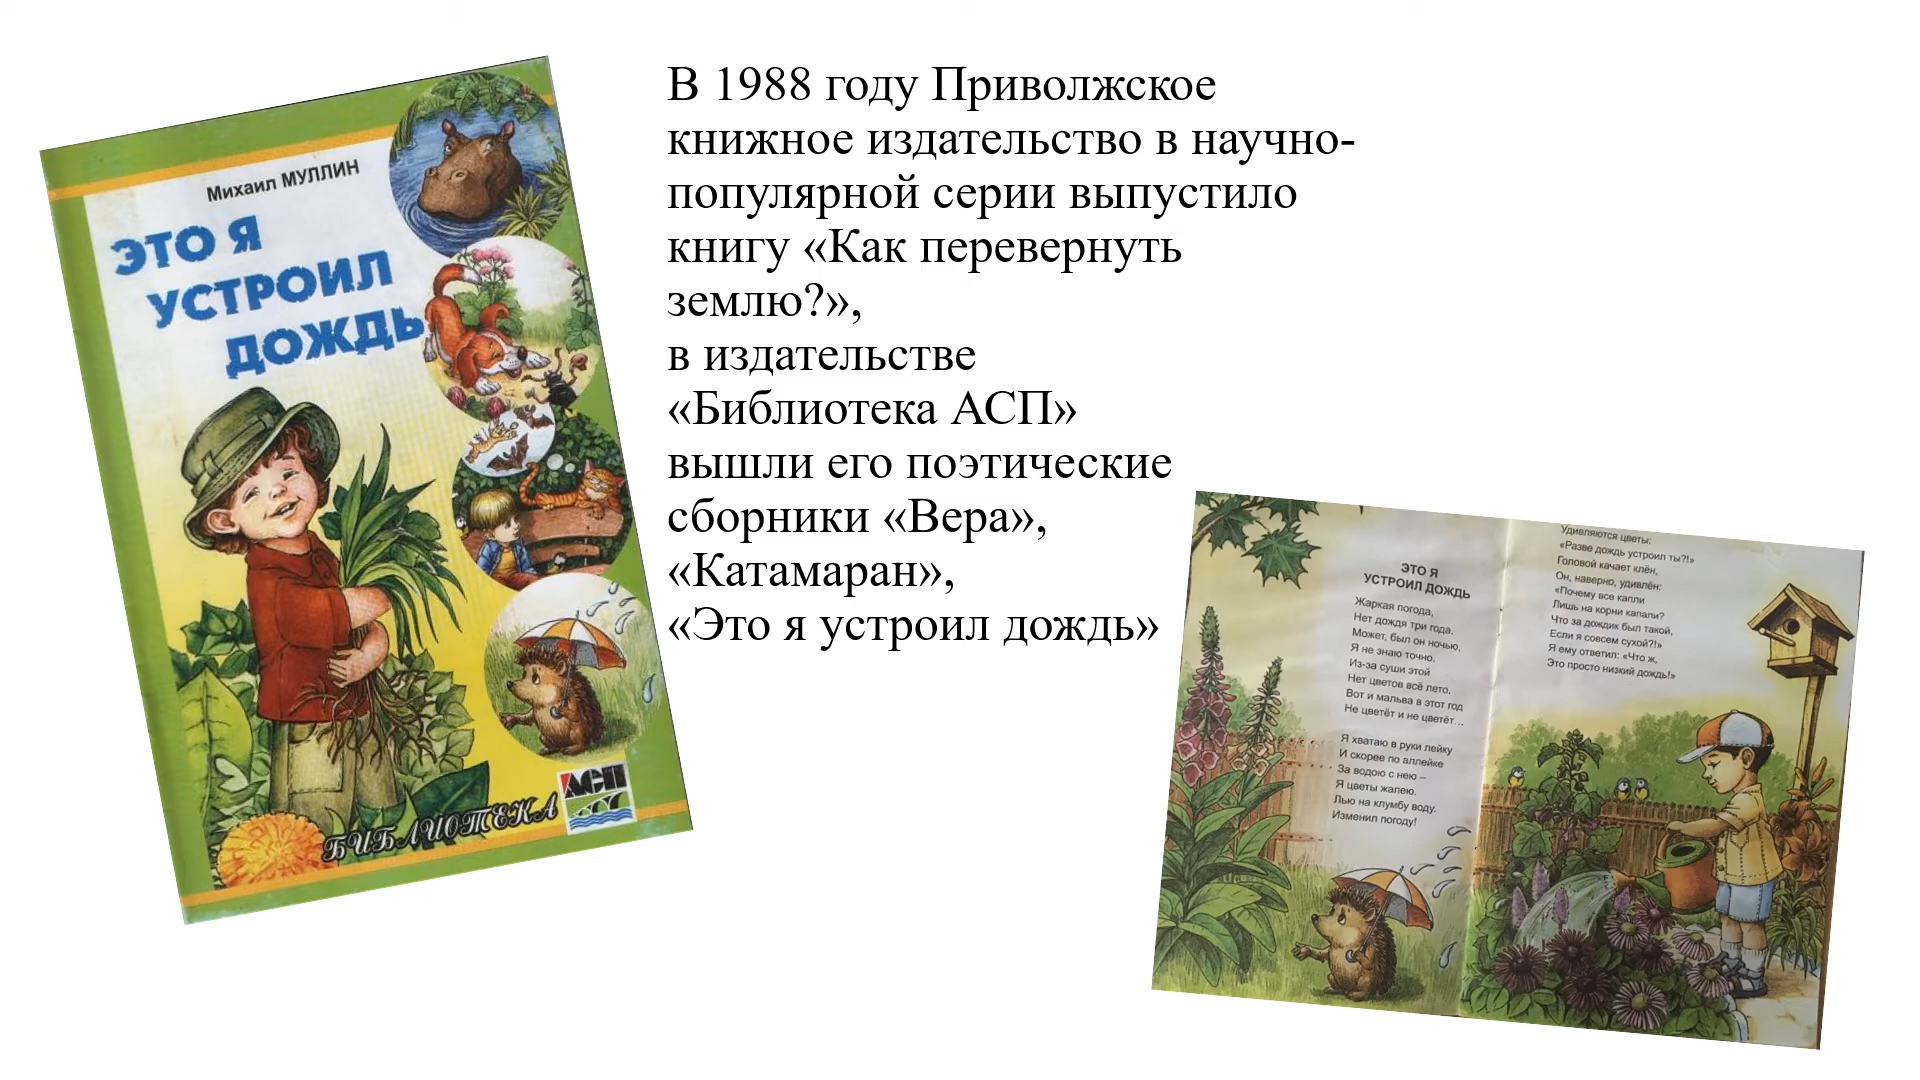 Михаил МУЛЛИН
ЭТО Я
УСТРОИЛ
ДОЖДЬ
АСП
БИБЛИОТЕКА
В 1988 году Приволжское
книжное издательство в научно-
популярной серии выпустило
книгу «Как перевернуть
землю?»,
в издательстве
«Библиотека АСП»
вышли его поэтические
сборники «Вера»,
«Катамаран»,
«Это я устроил дождь»
ЭТО Я
УСТРОИЛ ДОЖДЬ
Жаркая погода,
Нет дождя три года.
Может, был он ночью,
Я не знаю точно.
Из-за суши этой
Нет цветов всё лето.
Вот и мальва в этот год
Не цветёт и не цветёт...
Я хватаю в руки лейку
И скорее по аллейке
За водою с нею –
Я цветы жалею.
Лью на клумбу воду.
Изменил погоду!
Удивляются цветы:
«Разве дождь устроил ты?!»
Головой качает клён,
Он, наверно, удивлён:
«Почему все капли
Лишь на корни капали?
Что за дождик был такой,
Если я совсем сухой?!»
Я ему ответил: «Что ж,
Это просто низкий дождь!»